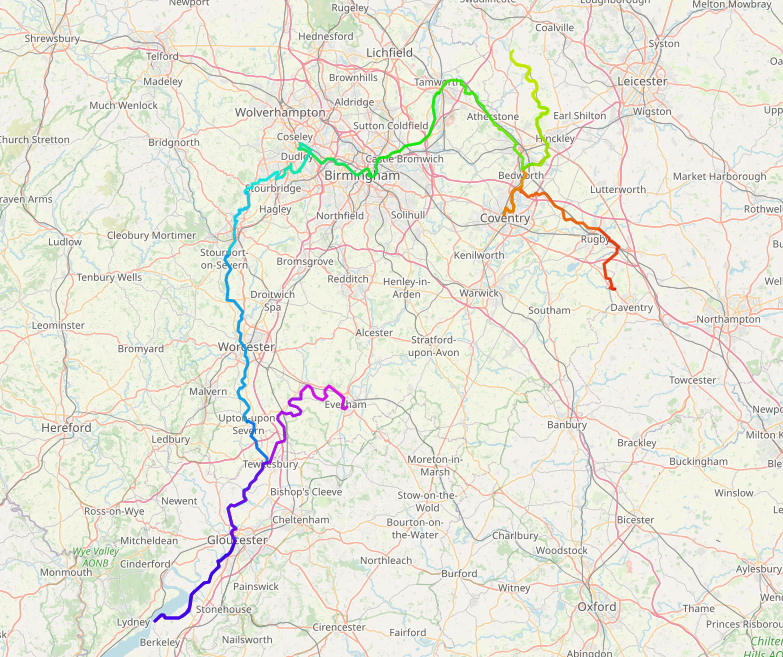 Newport
Rugeley
Swadlincote
Loughborough
Melton Mowbray
Shrewsbury
Hednesford
Coalville
Lichfield
Syston
Telford
Brownhills
Tamworth
Leicester
Madeley
Much Wenlock
Aldridge
Wolverhampton
Atherstone
Earl Shilton
Wigston
Sutton Coldfield
Church Stretton
Bridgnorth
Coseley
Hinckley
Dudley
Castle Bromwich
Birmingham
Bedworth
Market Harborough
Stourbridge
Lutterworth
raven Arms
Hagley
Northfield
Solihull
Coventry
Rothwel
Cleobury Mortimer
Rugby
Ludlow
Stourport-
on-Severn
Bromsgrove
Kenilworth
Tenbury Wells
Redditch
Henley-in-
Arden
Warwick
Droitwich
Spa
Southam
Daventry
Northampton
Leominster
Alcester
Stratford-
upon-Avon
Bromyard
Worcester
Towcester
Malvern
Evesham
Upton-upon
Severn
Hereford
Banbury
Ledbury
Brackley
Milton K
Moreton-in-
Marsh
Buckingham
Tewkesbury
Bishop's Cleeve
Stow-on-the-
Wold
Winslow
Newent
Ross-on-Wye
Cheltenham
Bourton-on-
the-Water
Bicester
Mitcheldean
Gloucester
Charlbury
Wye Valley
AONB
Cinderford
Woodstock
Northleach
Monmouth
Burford
Aylesbury
Painswick
Witney
Stonehouse
Oxford
Thame
Lydney
Cirencester
Fairford
Princes Risborou
Berkeley
Nailsworth
Abingdon
Chilter
Hills AO